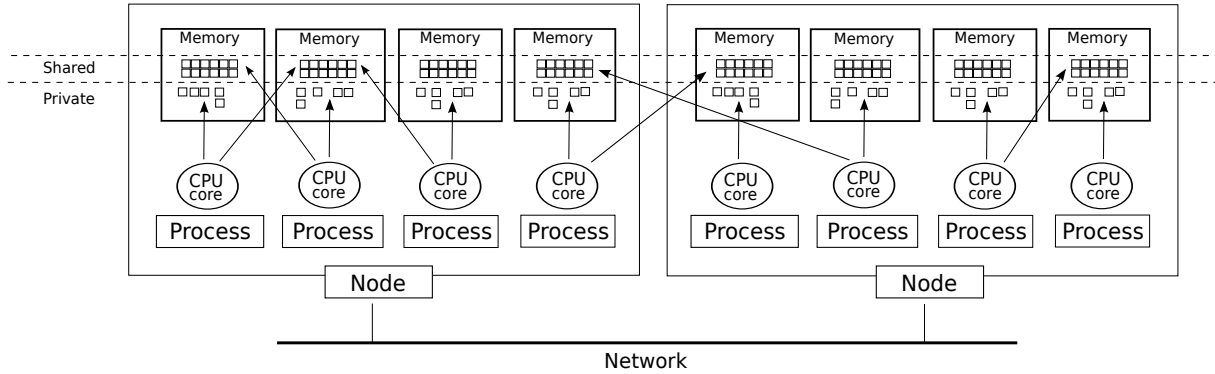 Memory Memory Memory Memory Memory Memory Memory Memory
Shared
Private
CPU CPU CPU CPU CPU CPU CPU CPU
core core core core core core core core
Process Process Process Process Process Process Process Process
Node Node
Network